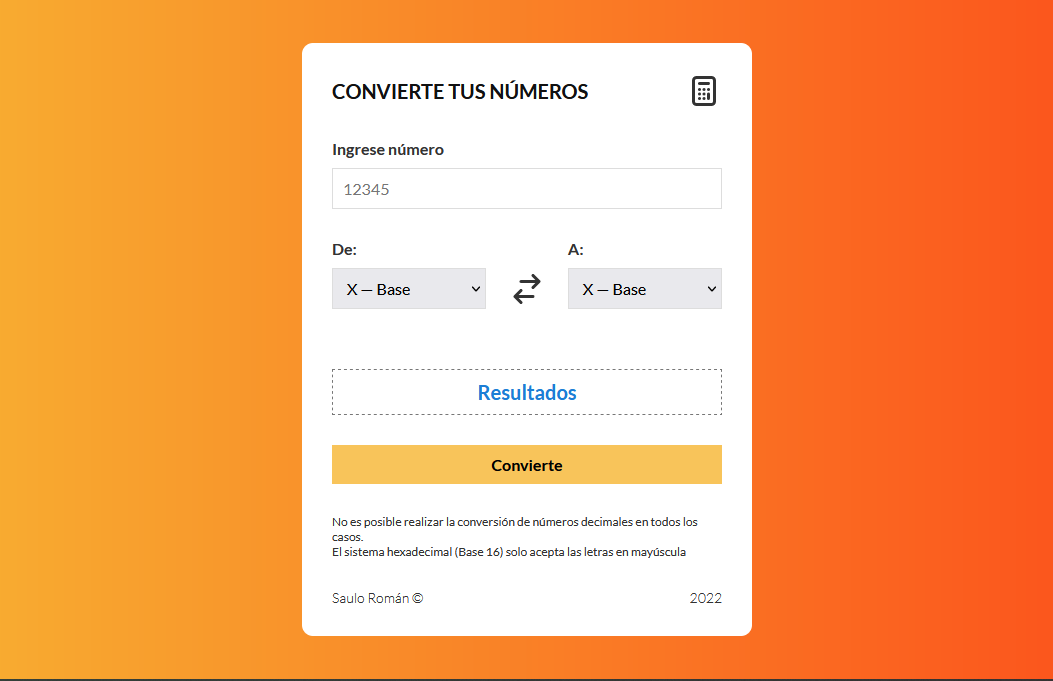 CONVIERTE TUS NÚMEROS
Ingrese número
12345
De: A:
X — Base X — Base
Resultados
Convierte
No es posible realizar la conversión de números decimales en todos los
casos.
El sistema hexadecimal (Base 16) solo acepta las letras en mayúscula
Saulo Román © 2022